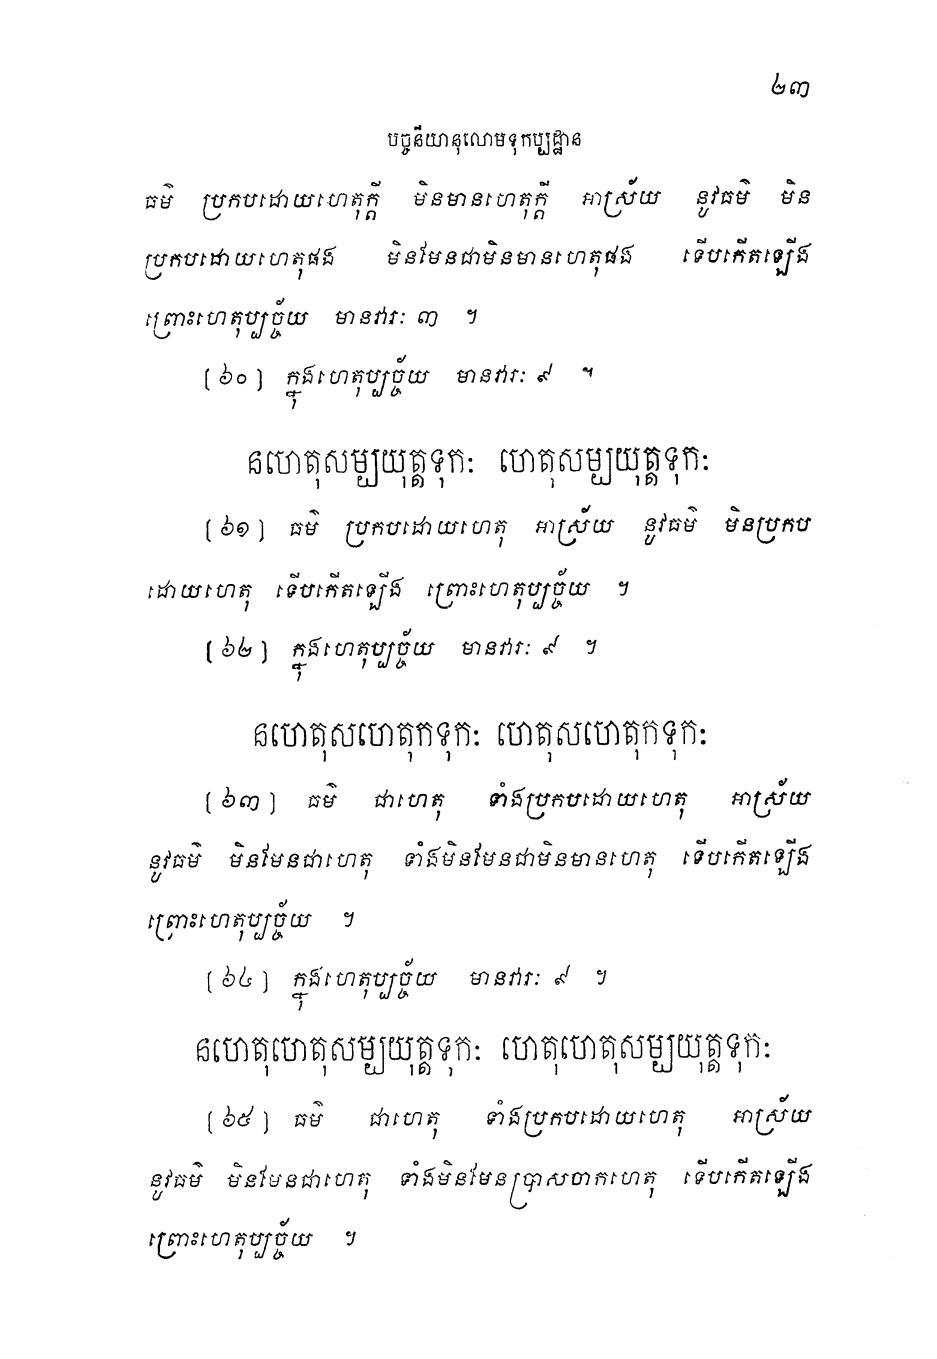 ២៣
បច្ចនីយានុលោមទុកប្បដ្ឋាន
ធម៌ ប្រកបដោយហេតុក្តី មិនមានហេតុក្តី អាស្រ័យ នូវធម៌ មិន
ប្រកបដោយហេតុផង មិនមែនជាមិនមានហេតុផង ទើបកើតឡើង
ព្រោះហេតុប្បច្ច័យ មានវារៈ ៣ ។
[៦០] ក្នុងហេតុប្បច្ច័យ មានវារៈ ៩ ។
នហេតុសម្បយុត្តទុកៈ ហេតុសម្បយុត្តទុកៈ
[៦១] ធម៌ ប្រកបដោយហេតុ អាស្រ័យ នូវធម៌ មិនប្រកប
ដោយហេតុ ទើបកើតឡើង ព្រោះហេតុប្បច្ច័យ ។
[៦២] ក្នុងហេតុប្បច្ច័យ មានវារៈ ៩ ។
នហេតុសហេតុកទុកៈ ហេតុសហេតុកទុកៈ
[៦៣] ធម៌ ជាហេតុ ទាំងប្រកបដោយហេតុ អាស្រ័យ
នូវធម៌ មិនមែនជាហេតុ ទាំងមិនមែនជាមិនមានហេតុ ទើបកើតឡើង
ព្រោះហេតុប្បច្ច័យ ។
[៦៤] ក្នុងហេតុប្បច្ច័យ មានវារៈ ៩ ។
នហេតុហេតុសម្បយុត្តទុកៈ ហេតុហេតុសម្បយុត្តទុកៈ
[៦៥] ធម៌ ជាហេតុ ទាំងប្រកបដោយហេតុ អាស្រ័យ
នូវធម៌ មិនមែនជាហេតុ ទាំងមិនមែនប្រាសចាកហេតុ ទើបកើតឡើង
ព្រោះហេតុប្បច្ច័យ ។